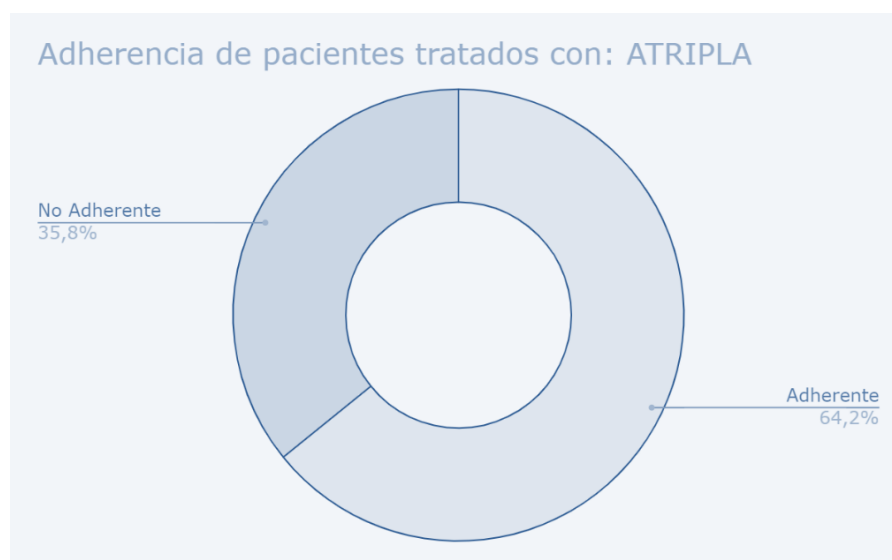 Adherencia de pacientes tratados con: ATRIPLA
No Adherente
35,8%
Adherente
64,2%